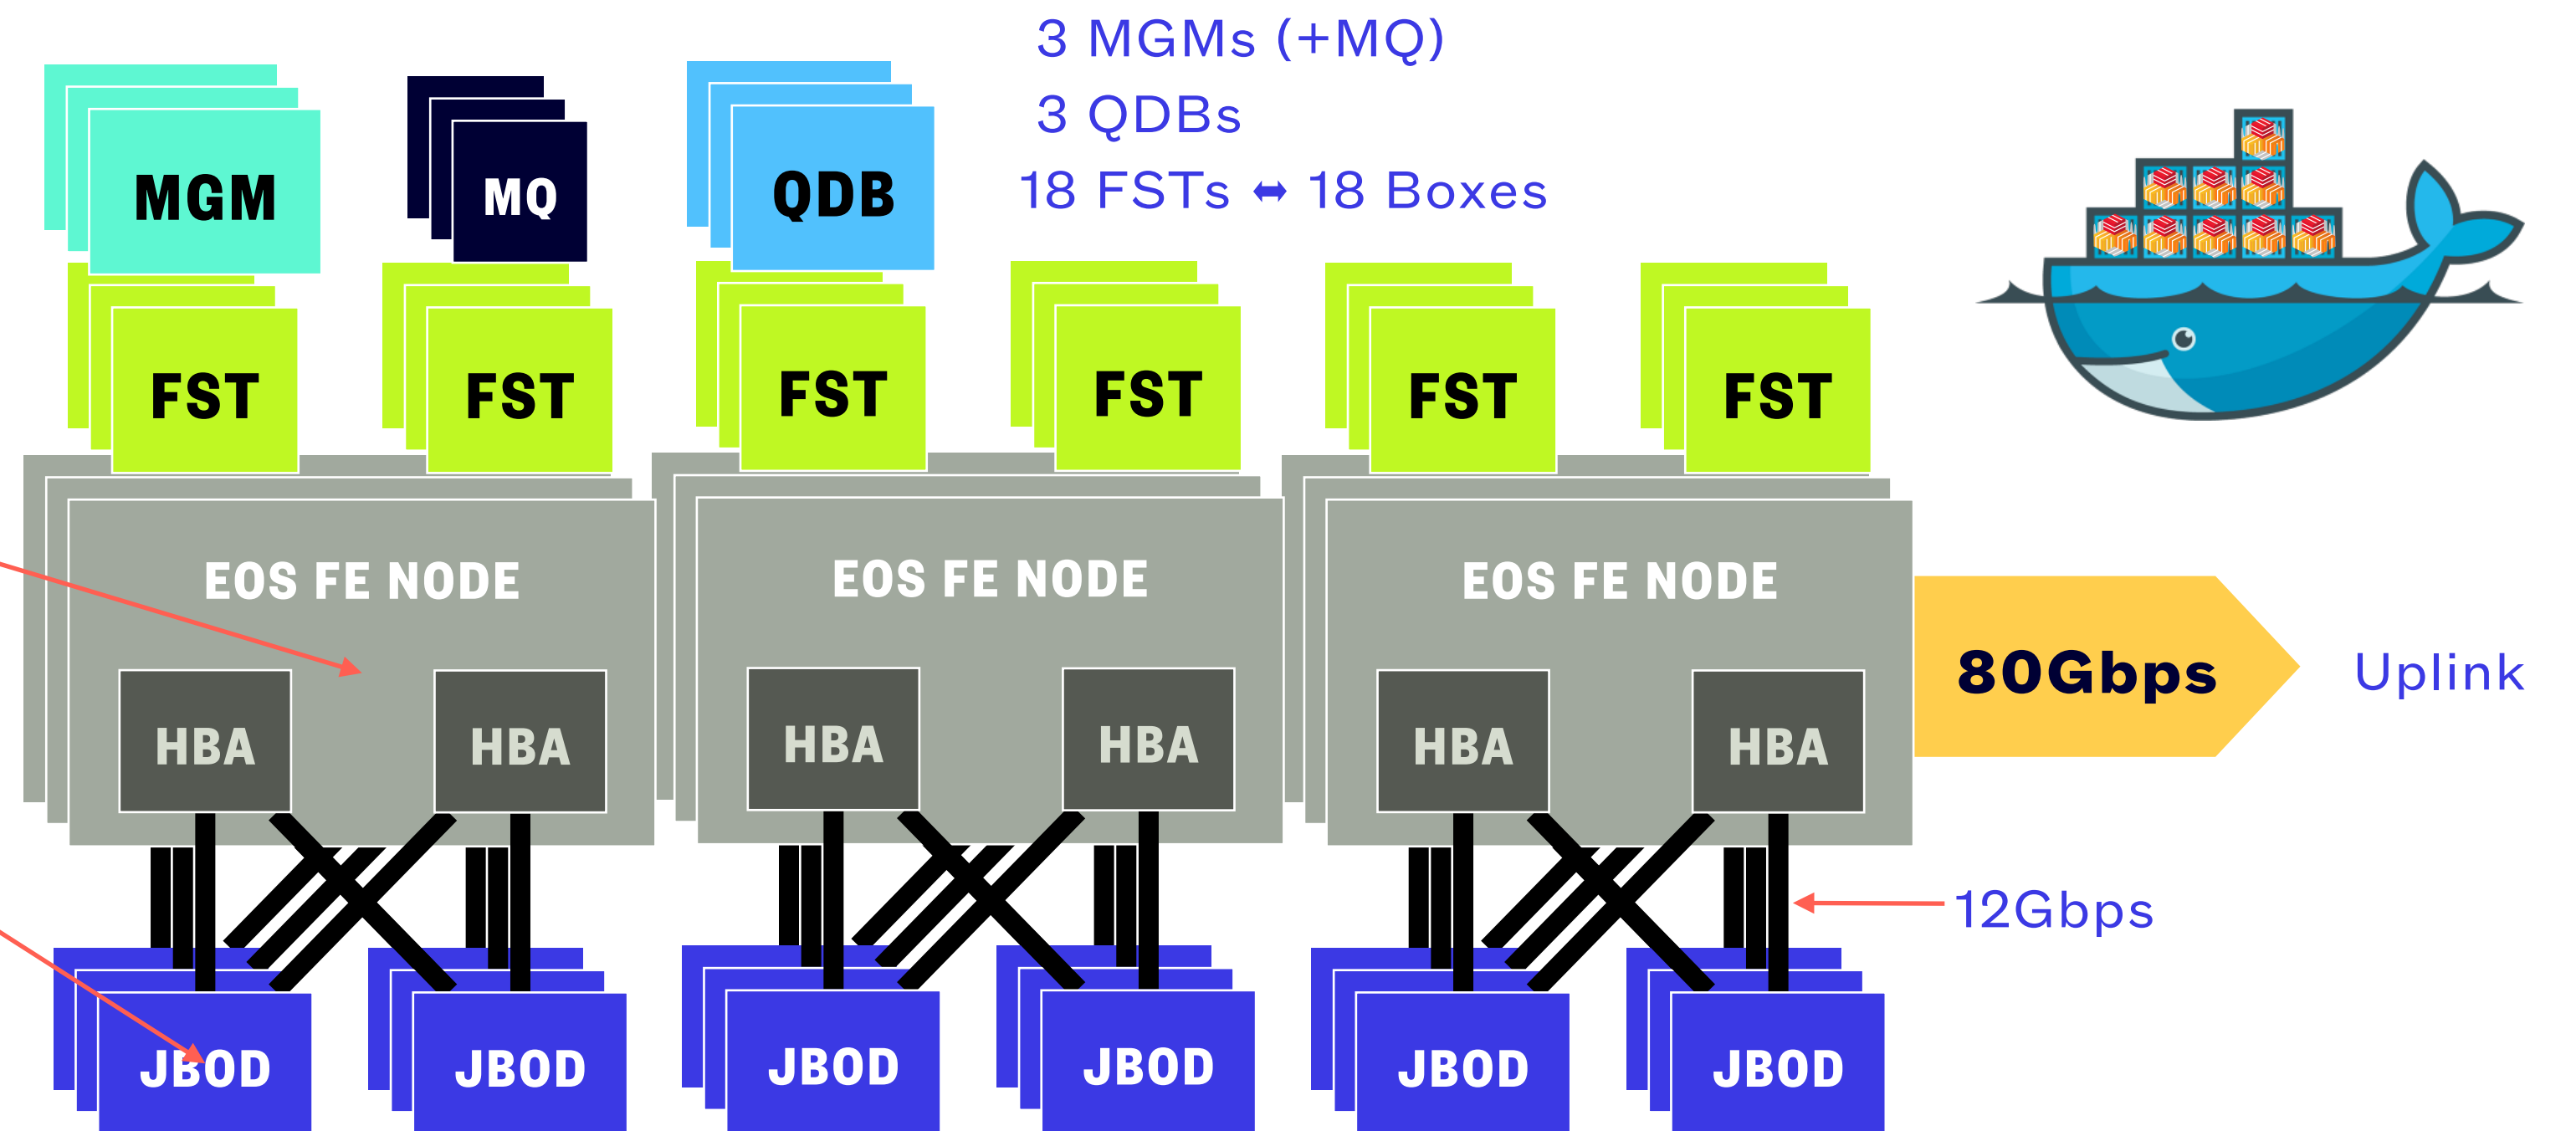 3 MGMs (+MQ)
3 QDBs
18 FSTs ⬌ 18 Boxes
MGM
MQ
QDB
FST
FST
FST
FST
FST
FST
EOS FE NODE
EOS FE NODE
EOS FE NODE
80Gbps
Uplink
HBA
HBA
HBA
HBA
HBA
HBA
12Gbps
JBOD
JBOD
JBOD
JBOD
JBOD
JBOD